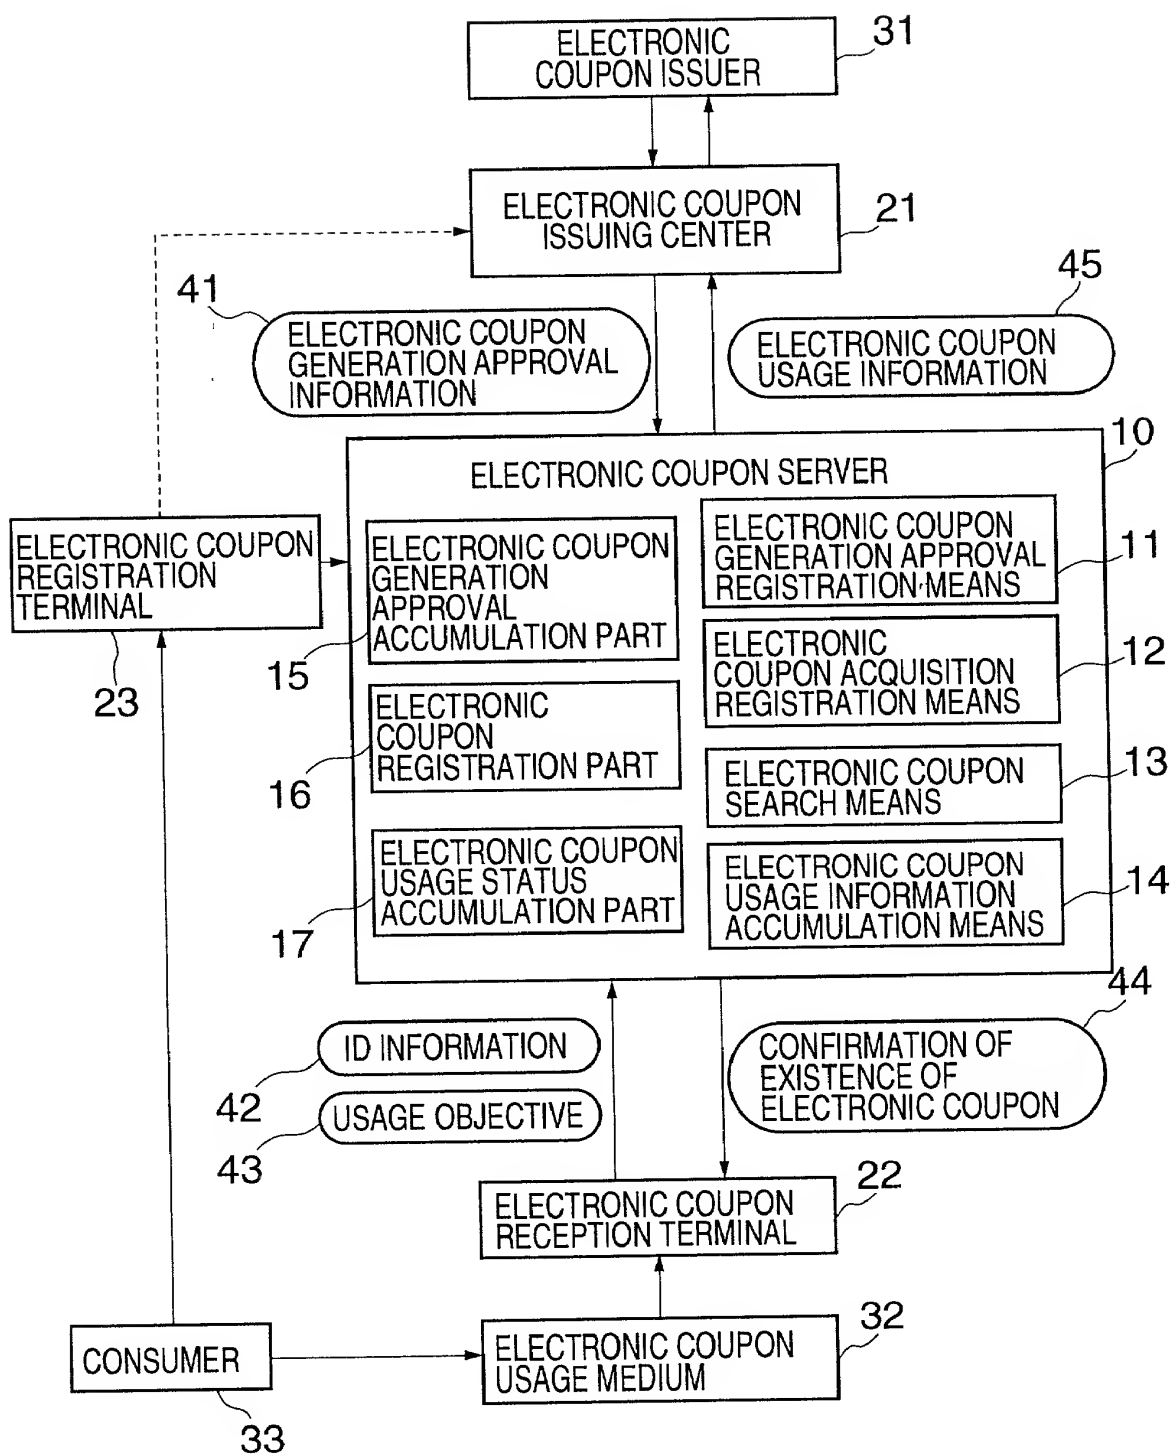 ELECTRONIC
COUPON ISSUER
31
ELECTRONIC COUPON
ISSUING CENTER
21
41
ELECTRONIC COUPON
GENERATION APPROVAL
INFORMATION
45
ELECTRONIC COUPON
USAGE INFORMATION
10
ELECTRONIC COUPON SERVER
ELECTRONIC COUPON
REGISTRATION
TERMINAL
23
ELECTRONIC COUPON
GENERATION
APPROVAL
ACCUMULATION PART
15
ELECTRONIC COUPON
GENERATION APPROVAL
REGISTRATION MEANS
11
ELECTRONIC
COUPON ACQUISITION
REGISTRATION MEANS
12
ELECTRONIC
COUPON
REGISTRATION PART
16
ELECTRONIC COUPON
SEARCH MEANS
13
ELECTRONIC COUPON
USAGE STATUS
ACCUMULATION PART
17
ELECTRONIC COUPON
USAGE INFORMATION
ACCUMULATION MEANS
14
ID INFORMATION
42
USAGE OBJECTIVE
43
44
CONFIRMATION OF
EXISTENCE OF
ELECTRONIC COUPON
ELECTRONIC COUPON
RECEPTION TERMINAL
22
CONSUMER
33
ELECTRONIC COUPON
USAGE MEDIUM
32